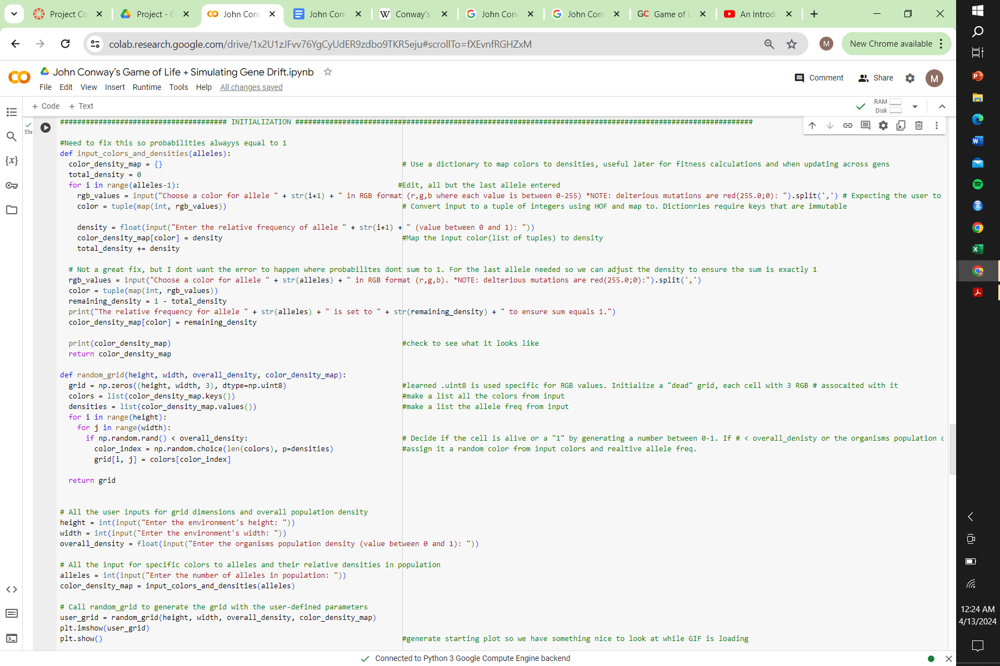 Project Co
Project - G
John Conw
John Conw
Conway's
John Conw
John Conw
GC Game of L
An Introdu
colab.research.google.com/drive/1x2U1zJFvv76YgCyUdER9zdbo9TKR5eju#scrollTo=fXEvnfRGHZxM
M
New Chrome available
John Conway's Game of Life + Simulating Gene Drift.ipynb
Comment
Share
M
File Edit View Insert Runtime Tools Help All changes saved
+ Code + Text
RAM
Disk
55s
####################################### INITIALIZATION ###########################################################################################################
#Need to fix this so probabilities alwayys equal to 1
def input_colors_and_densities(alleles):
color_density_map = {} # Use a dictionary to map colors to densities, useful later for fitness calculations and when updating across gens
total_density = 0
for i in range(alleles-1): #Edit, all but the last allele entered
rgb_values = input("Choose a color for allele " + str(i+1) + " in RGB format (r,g,b where each value is between 0-255) *NOTE: delterious mutations are red(255.0;0): ").split(',') # Expecting the user to
color = tuple(map(int, rgb_values)) # Convert input to a tuple of integers using HOF and map to. Dictionries require keys that are immutable
density = float(input("Enter the relative frequency of allele " + str(i+1) + " (value between 0 and 1): "))
color_density_map[color] = density #Map the input color(list of tuples) to density
total_density += density
# Not a great fix, but I dont want the error to happen where probabilites dont sum to 1. For the last allele needed so we can adjust the density to ensure the sum is exactly 1
rgb_values = input("Choose a color for allele " + str(alleles) + " in RGB format (r,g,b). *NOTE: delterious mutations are red(255.0;0):").split(',')
color = tuple(map(int, rgb_values))
remaining_density = 1 - total_density
print("The relative frequency for allele " + str(alleles) + " is set to " + str(remaining_density) + " to ensure sum equals 1.")
color_density_map[color] = remaining_density
print(color_density_map) #check to see what it looks like
return color_density_map
def random_grid(height, width, overall_density, color_density_map):
grid = np.zeros((height, width, 3), dtype=np.uint8) #learned .uint8 is used specific for RGB values. Initialize a "dead" grid, each cell with 3 RGB # assocaited with it
colors = list(color_density_map.keys()) #make a list all the colors from input
densities = list(color_density_map.values()) #make a list the allele freq from input
for i in range(height):
for j in range(width):
if np.random.rand() < overall_density: # Decide if the cell is alive or a "1" by generating a number between 0-1. If # < overall_denisty or the organisms population
color_index = np.random.choice(len(colors), p=densities) #assign it a random color from input colors and realtive allele freq.
grid[i, j] = colors[color_index]
return grid
# All the user inputs for grid dimensions and overall population density
height = int(input("Enter the environment's height: "))
width = int(input("Enter the environment's width: "))
overall_density = float(input("Enter the organisms population density (value between 0 and 1): "))
# All the input for specific colors to alleles and their relative densities in population
alleles = int(input("Enter the number of alleles in population: "))
color_density_map = input_colors_and_densities(alleles)
# Call random_grid to generate the grid with the user-defined parameters
user_grid = random_grid(height, width, overall_density, color_density_map)
plt.imshow(user_grid)
plt.show() #generate starting plot so we have something nice to look at while GIF is loading
Connected to Python 3 Google Compute Engine backend
12:24 AM
4/13/2024